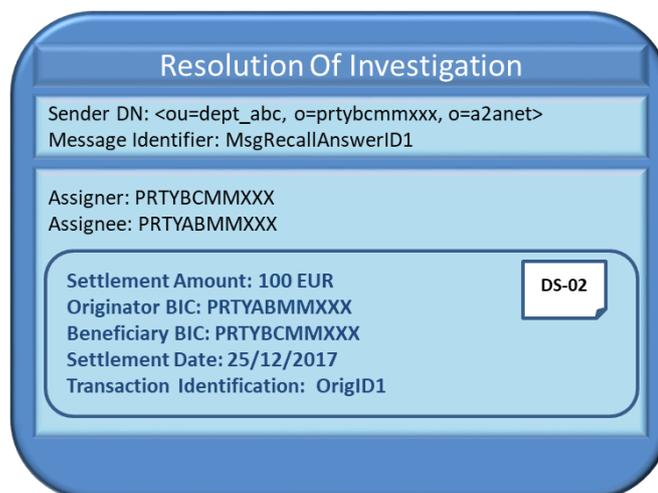 Resolution Of Investigation
Sender DN: <ou=dept_abc, o=prtybcmmxxx, o=a2anet>
Message Identifier: MsgRecallAnswerID1
Assigner: PRTYBCMMXXX
Assignee: PRTYABMMXXX
Settlement Amount: 100 EUR
DS-02
Originator BIC: PRTYABMMXXX
Beneficiary BIC: PRTYBCMMXXX
Settlement Date: 25/12/2017
Transaction Identification: OrigID1